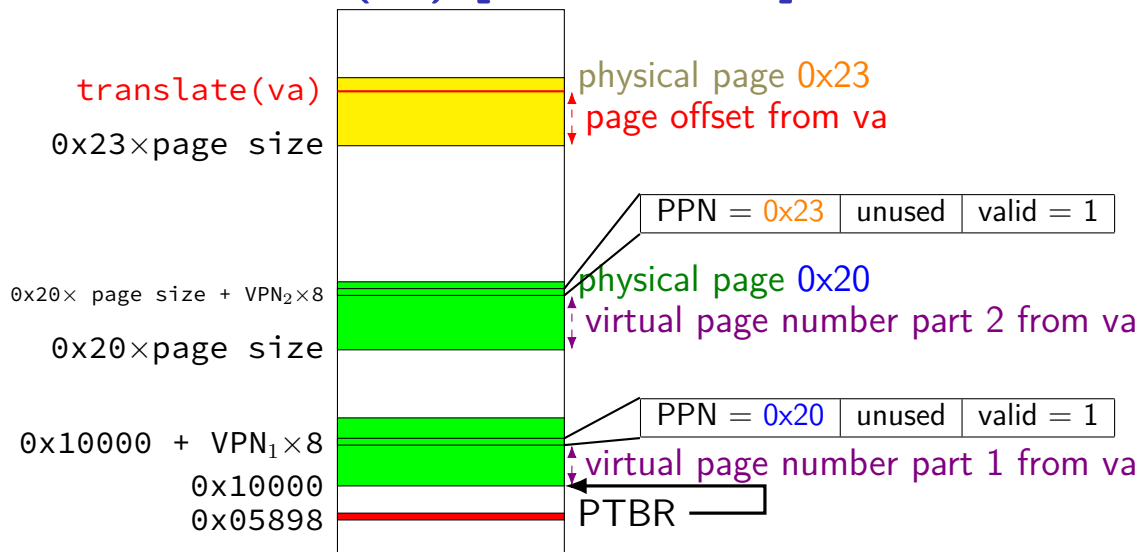 translate(va)
physical page 0x23
page offset from va
0x23×page size
PPN = 0x23 unused valid = 1
0x20× page size + VPN₂×8
physical page 0x20
virtual page number part 2 from va
0x20×page size
PPN = 0x20 unused valid = 1
0x10000 + VPN₁×8
virtual page number part 1 from va
0x10000
PTBR
0x05898